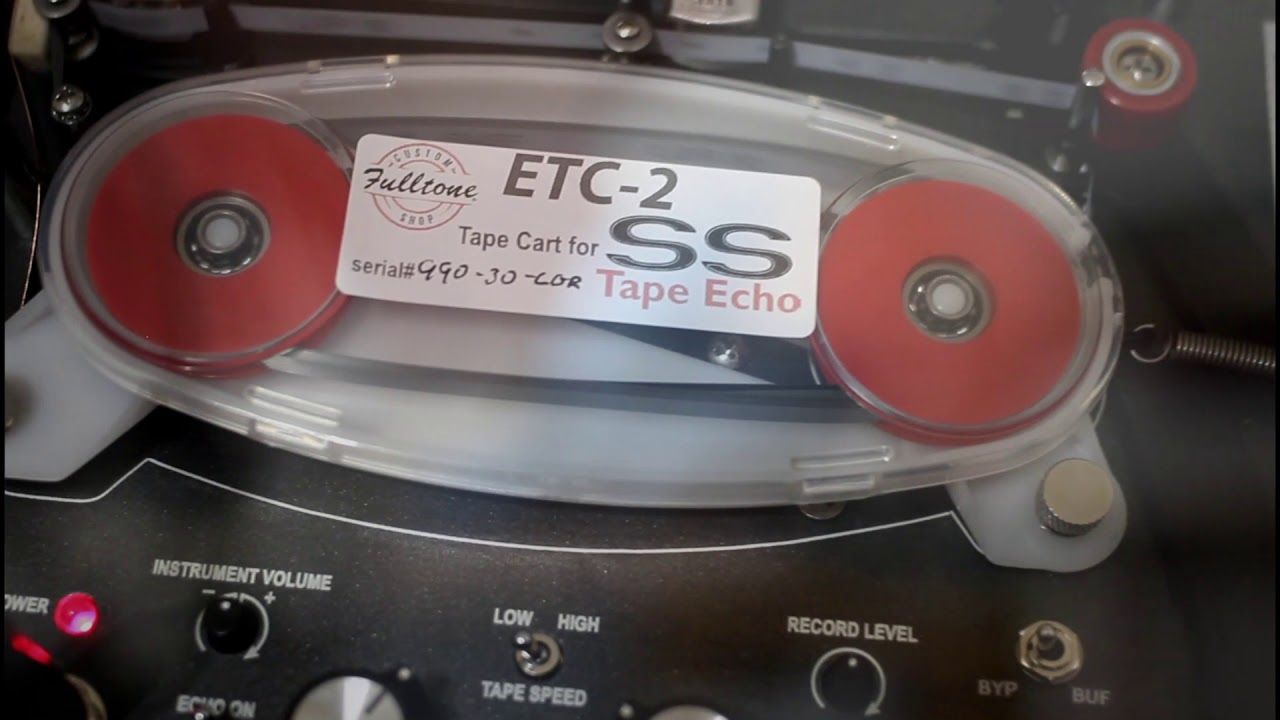 CUSTOM
Fulltone
SHOP
ETC-2
Tape Cart for SS
serial# 990-30-COR Tape Echo
OWER
INSTRUMENT VOLUME
- +
LOW HIGH
TAPE SPEED
RECORD LEVEL
ECHO ON
BYP BUF